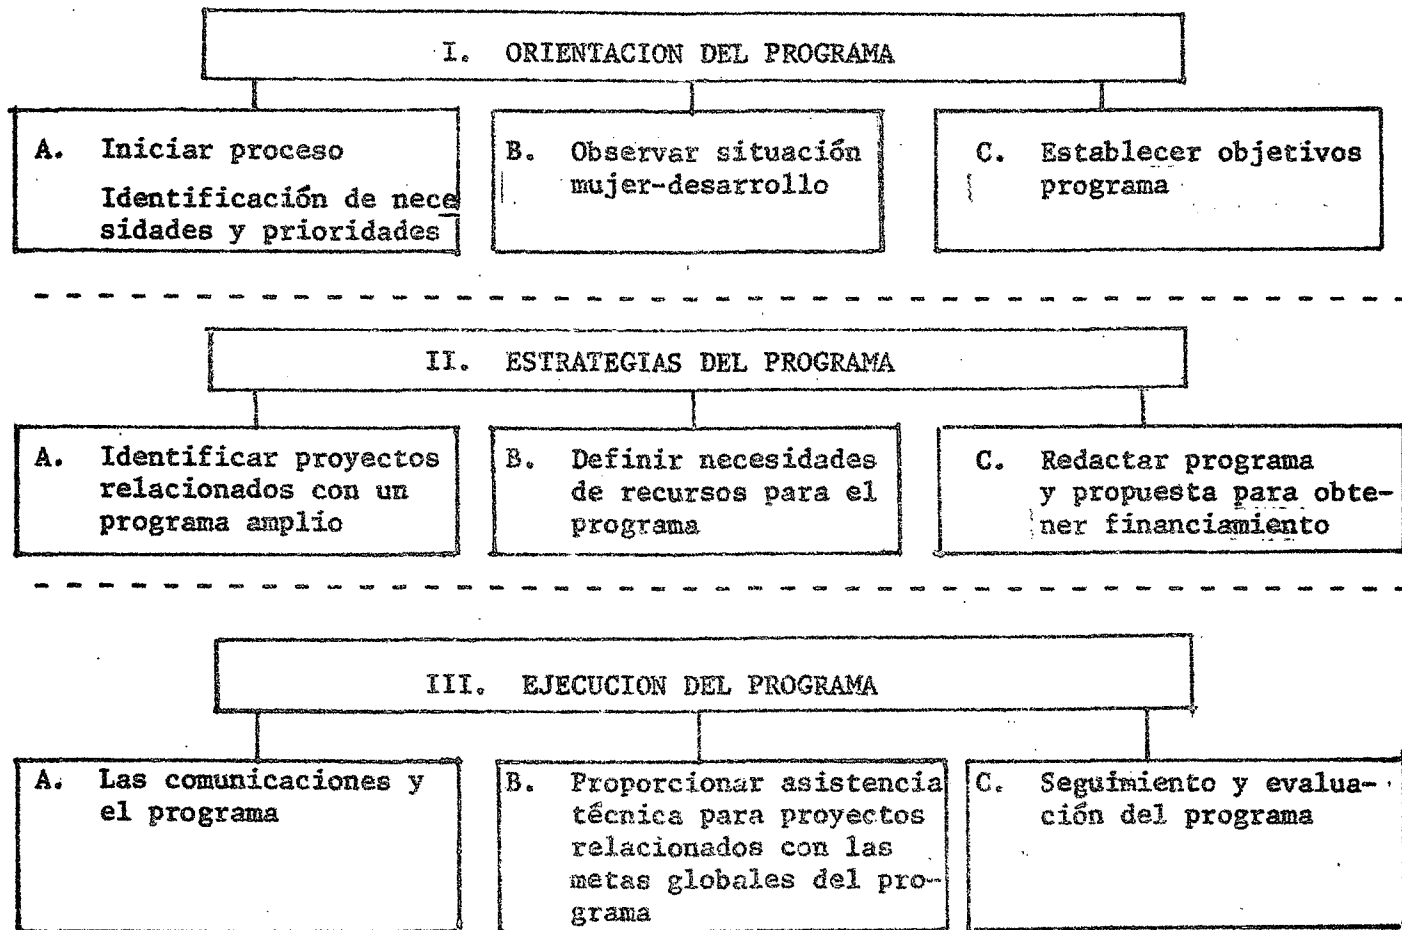 I. ORIENTACION DEL PROGRAMA
A. Iniciar proceso
Identificación de nece
sidades y prioridades
B. Observar situación
mujer-desarrollo
C. Establecer objetivos
programa
II. ESTRATEGIAS DEL PROGRAMA
A. Identificar proyectos
relacionados con un
programa amplio
B. Definir necesidades
de recursos para el
programa
C. Redactar programa
y propuesta para obte-
ner financiamiento
III. EJECUCION DEL PROGRAMA
A. Las comunicaciones y
el programa
B. Proporcionar asistencia
técnica para proyectos
relacionados con las
metas globales del pro-
grama
C. Seguimiento y evalua-
ción del programa